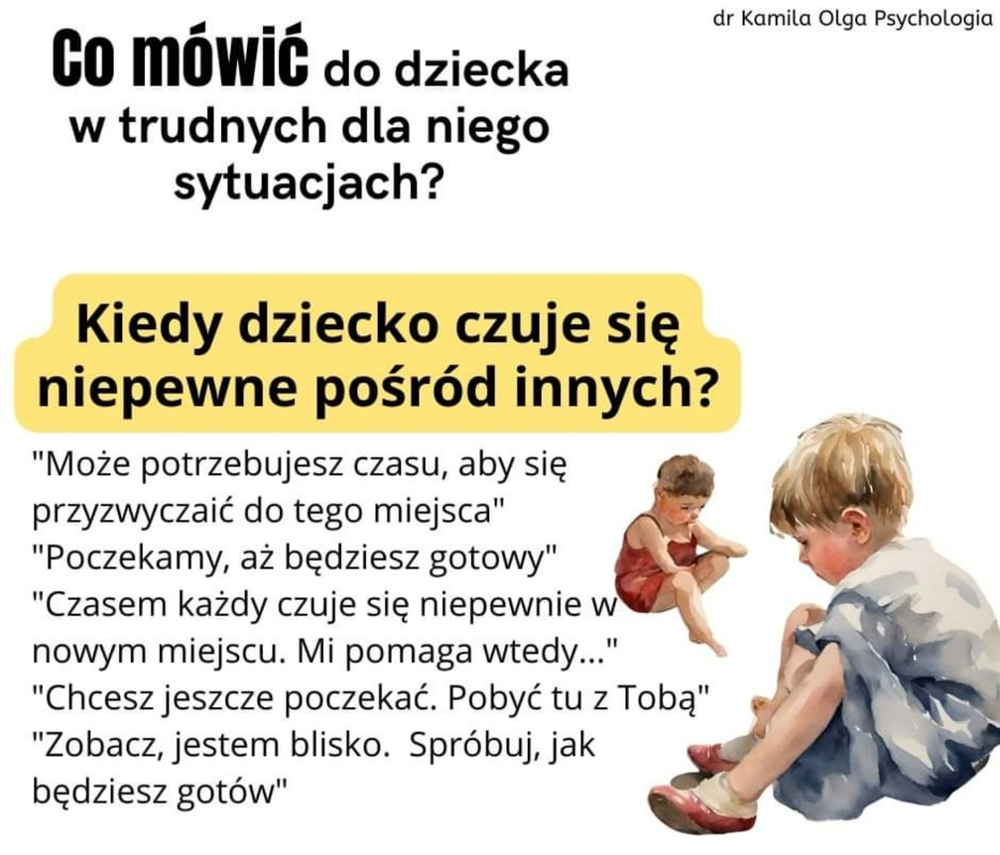 dr Kamila Olga Psychologia
Co mówić do dziecka
w trudnych dla niego
sytuacjach?
Kiedy dziecko czuje się
niepewne pośród innych?
"Może potrzebujesz czasu, aby się
przyzwyczaić do tego miejsca"
"Poczekamy, aż będziesz gotowy"
"Czasem każdy czuje się niepewnie w
nowym miejscu. Mi pomaga wtedy..."
"Chcesz jeszcze poczekać. Pobyć tu z Tobą"
"Zobacz, jestem blisko.  Spróbuj, jak
będziesz gotów"